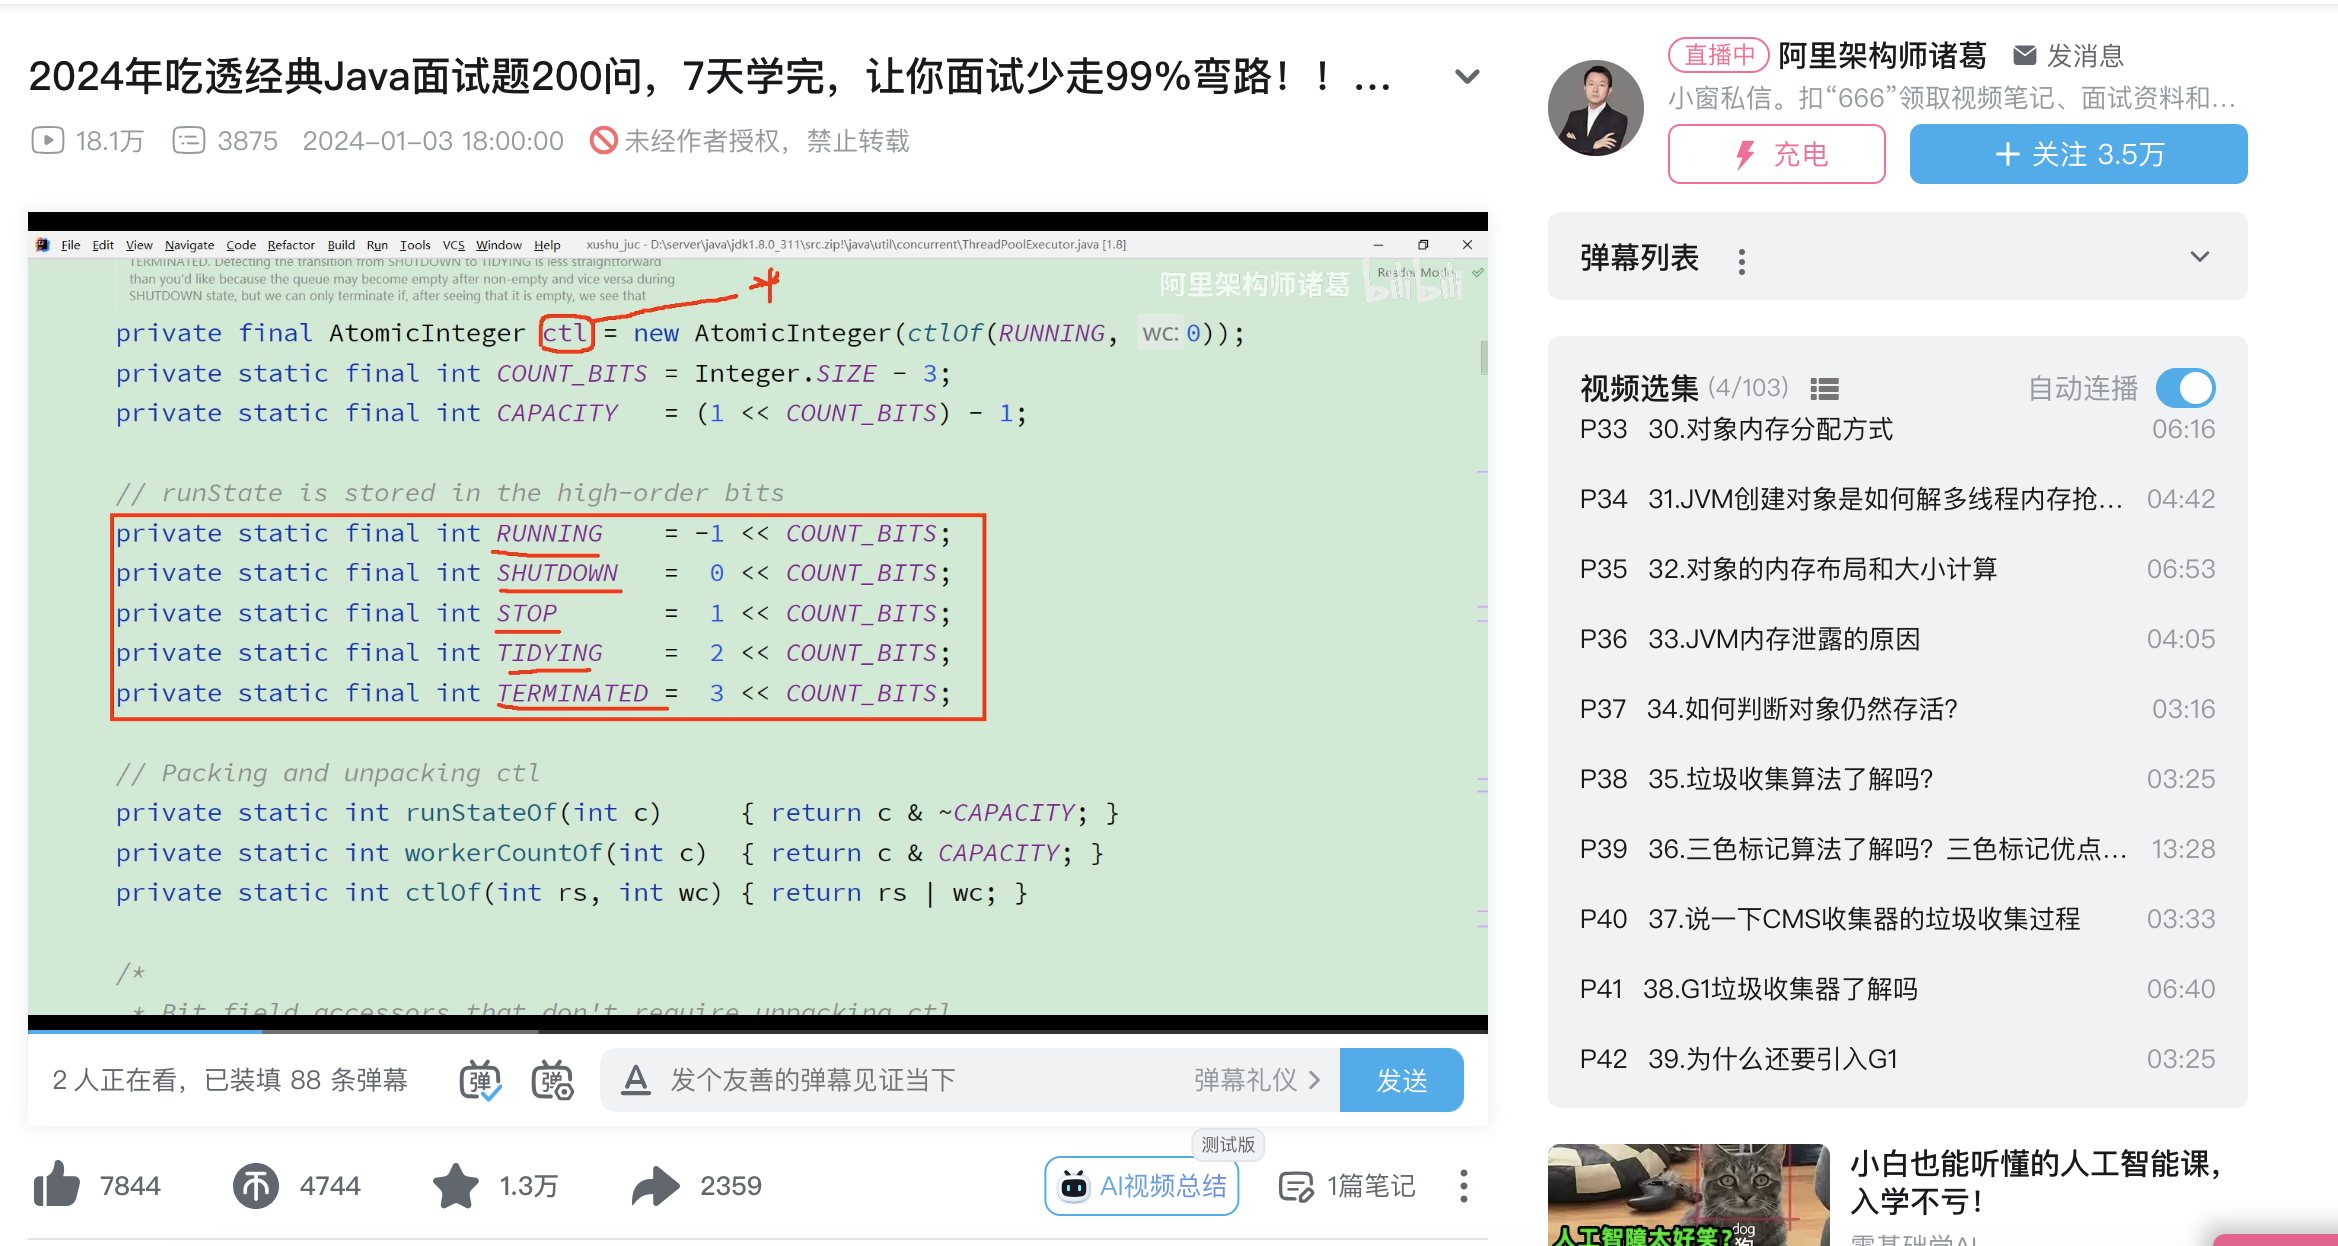 2024年吃透经典Java面试题200问，7天学完，让你面试少走99%弯路！！...
18.1万 3875 2024-01-03 18:00:00 未经作者授权，禁止转载
File Edit View Navigate Code Refactor Build Run Tools VCS Window Help xushu_juc - D:\server\java\jdk1.8.0_311\src.zip!\java\util\concurrent\ThreadPoolExecutor.java [1.8]
TERMINATED. Detecting the transition from SHUTDOWN to TIDYING is less straightforward
than you'd like because the queue may become empty after non-empty and vice versa during
SHUTDOWN state, but we can only terminate if, after seeing that it is empty, we see that
阿里架构师诸葛 bilibili
Reader Mode
private final AtomicInteger ctl = new AtomicInteger(ctlOf(RUNNING, wc: 0));
private static final int COUNT_BITS = Integer.SIZE - 3;
private static final int CAPACITY   = (1 << COUNT_BITS) - 1;
// runState is stored in the high-order bits
private static final int RUNNING    = -1 << COUNT_BITS;
private static final int SHUTDOWN   =  0 << COUNT_BITS;
private static final int STOP       =  1 << COUNT_BITS;
private static final int TIDYING    =  2 << COUNT_BITS;
private static final int TERMINATED =  3 << COUNT_BITS;
// Packing and unpacking ctl
private static int runStateOf(int c)     { return c & ~CAPACITY; }
private static int workerCountOf(int c)  { return c & CAPACITY; }
private static int ctlOf(int rs, int wc) { return rs | wc; }
/*
* Bit field accessors that don't require unpacking ctl.
2 人正在看，已装填 88 条弹幕 弹 弹 A 发个友善的弹幕见证当下 弹幕礼仪 > 发送
7844 4744 1.3万 2359 AI视频总结 测试版 1篇笔记
直播中 阿里架构师诸葛 发消息
小窗私信。扣“666”领取视频笔记、面试资料和...
充电 + 关注 3.5万
弹幕列表
视频选集 (4/103) 自动连播
P33 30.对象内存分配方式 06:16
P34 31.JVM创建对象是如何解多线程内存抢... 04:42
P35 32.对象的内存布局和大小计算 06:53
P36 33.JVM内存泄露的原因 04:05
P37 34.如何判断对象仍然存活? 03:16
P38 35.垃圾收集算法了解吗? 03:25
P39 36.三色标记算法了解吗？三色标记优点... 13:28
P40 37.说一下CMS收集器的垃圾收集过程 03:33
P41 38.G1垃圾收集器了解吗 06:40
P42 39.为什么还要引入G1 03:25
人工智障太好笑？
dog
狗
小白也能听懂的人工智能课，
入学不亏！
零基础学AI